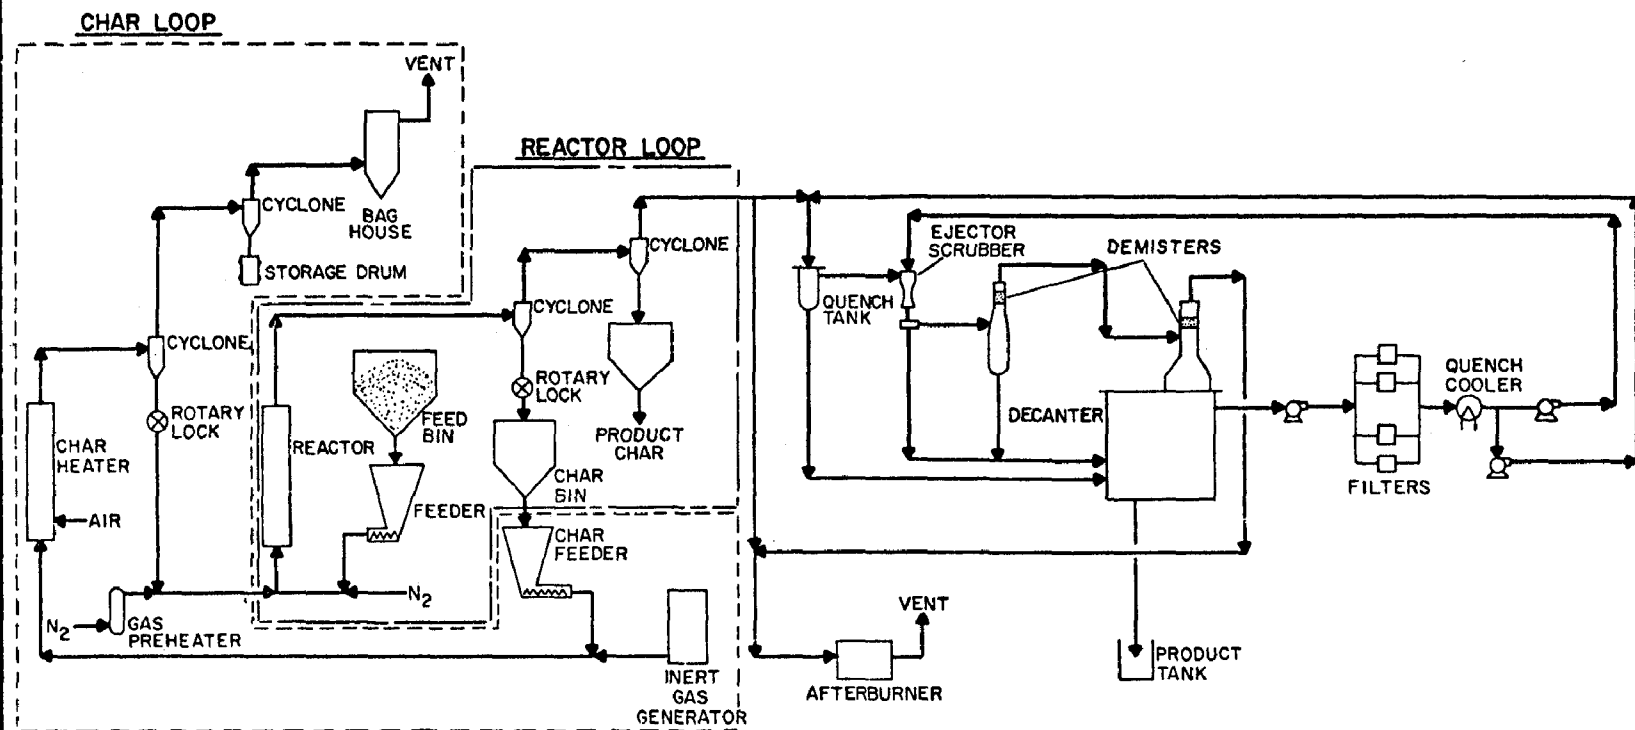 CHAR LOOP
VENT
REACTOR LOOP
CYCLONE
BAG
HOUSE
STORAGE DRUM
CYCLONE
EJECTOR
SCRUBBER
DEMISTERS
CYCLONE
QUENCH
TANK
CYCLONE
ROTARY
LOCK
ROTARY
LOCK
FEED
BIN
PRODUCT
CHAR
DECANTER
QUENCH
COOLER
CHAR
HEATER
REACTOR
CHAR
BIN
FILTERS
AIR
FEEDER
CHAR
FEEDER
N2
N2
GAS
PREHEATER
VENT
INERT
GAS
GENERATOR
AFTERBURNER
PRODUCT
TANK